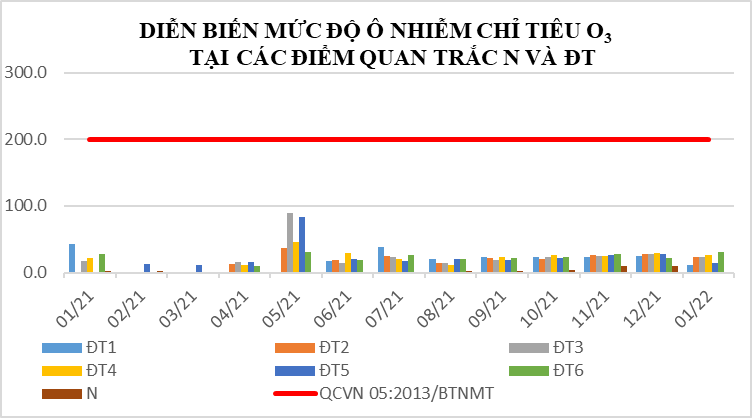 DIỄN BIẾN MỨC ĐỘ Ô NHIỄM CHỈ TIÊU O₃
TẠI CÁC ĐIỂM QUAN TRẮC N VÀ ĐT
300.0
200.0
100.0
0.0
01/21 02/21 03/21 04/21 05/21 06/21 07/21 08/21 09/21 10/21 11/21 12/21 01/22
ĐT1 ĐT2 ĐT3
ĐT4 ĐT5 ĐT6
N QCVN 05:2013/BTNMT